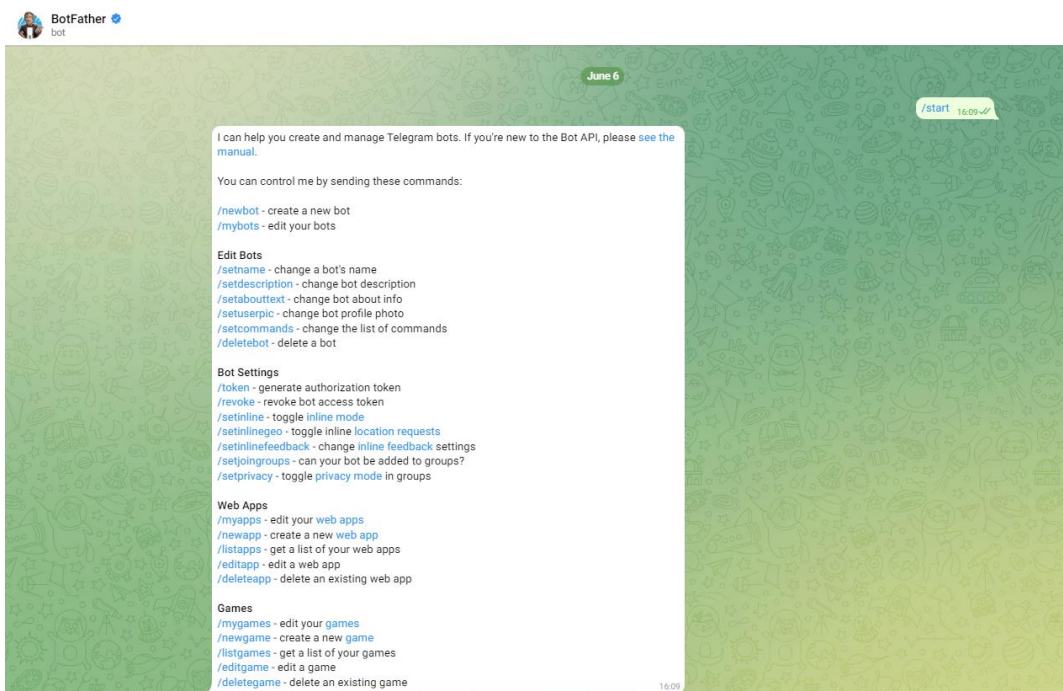 BotFather
bot
June 6
/start 16:09
I can help you create and manage Telegram bots. If you're new to the Bot API, please see the
manual.
You can control me by sending these commands:
/newbot - create a new bot
/mybots - edit your bots
Edit Bots
/setname - change a bot's name
/setdescription - change bot description
/setabouttext - change bot about info
/setuserpic - change bot profile photo
/setcommands - change the list of commands
/deletebot - delete a bot
Bot Settings
/token - generate authorization token
/revoke - revoke bot access token
/setinline - toggle inline mode
/setinlinegeo - toggle inline location requests
/setinlinefeedback - change inline feedback settings
/setjoingroups - can your bot be added to groups?
/setprivacy - toggle privacy mode in groups
Web Apps
/myapps - edit your web apps
/newapp - create a new web app
/listapps - get a list of your web apps
/editapp - edit a web app
/deleteapp - delete an existing web app
Games
/mygames - edit your games
/newgame - create a new game
/listgames - get a list of your games
/editgame - edit a game
/deletegame - delete an existing game 16:09